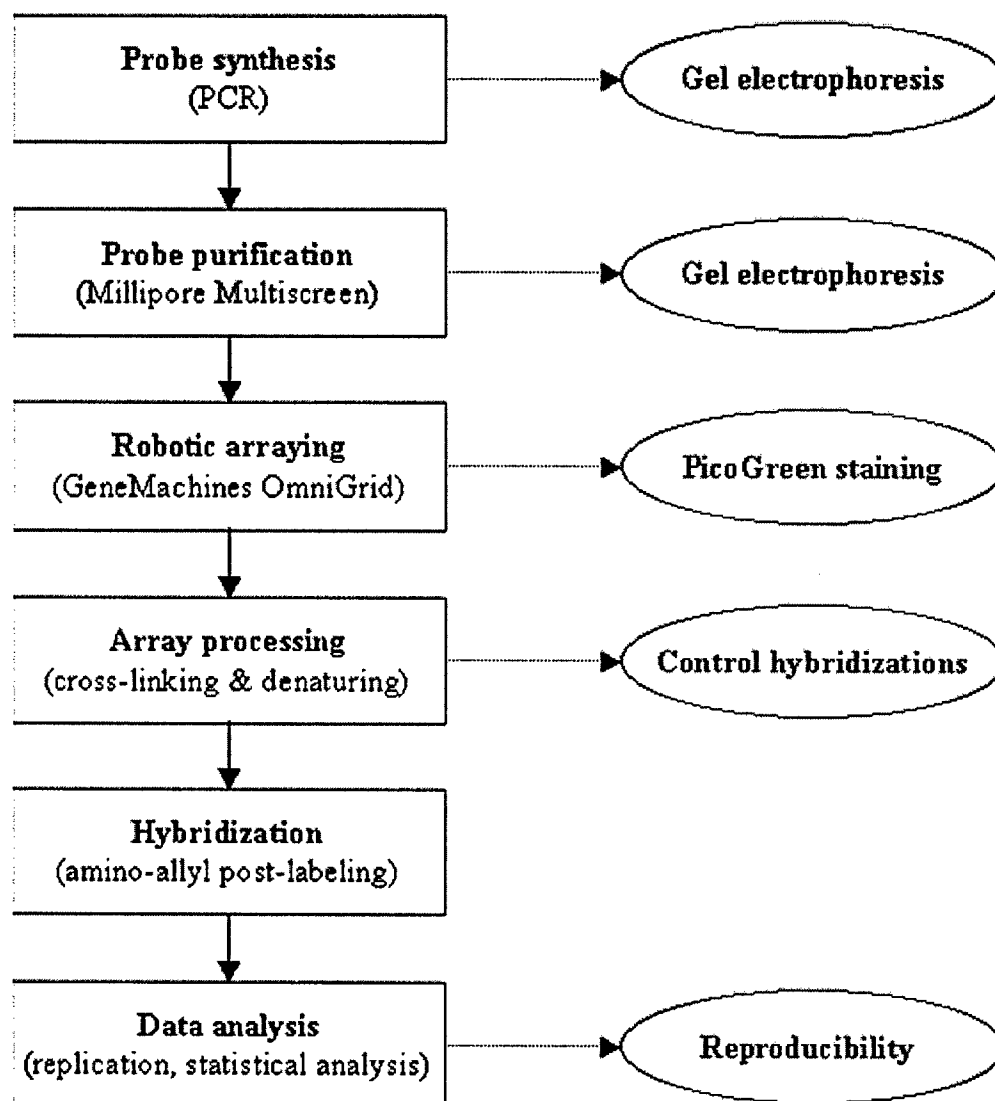 Probe synthesis
(PCR)
Gel electrophoresis
Probe purification
(Millipore Multiscreen)
Gel electrophoresis
Robotic arraying
(GeneMachines OmniGrid)
PicoGreen staining
Array processing
(cross-linking & denaturing)
Control hybridizations
Hybridization
(amino-allyl post-labeling)
Data analysis
(replication, statistical analysis)
Reproducibility